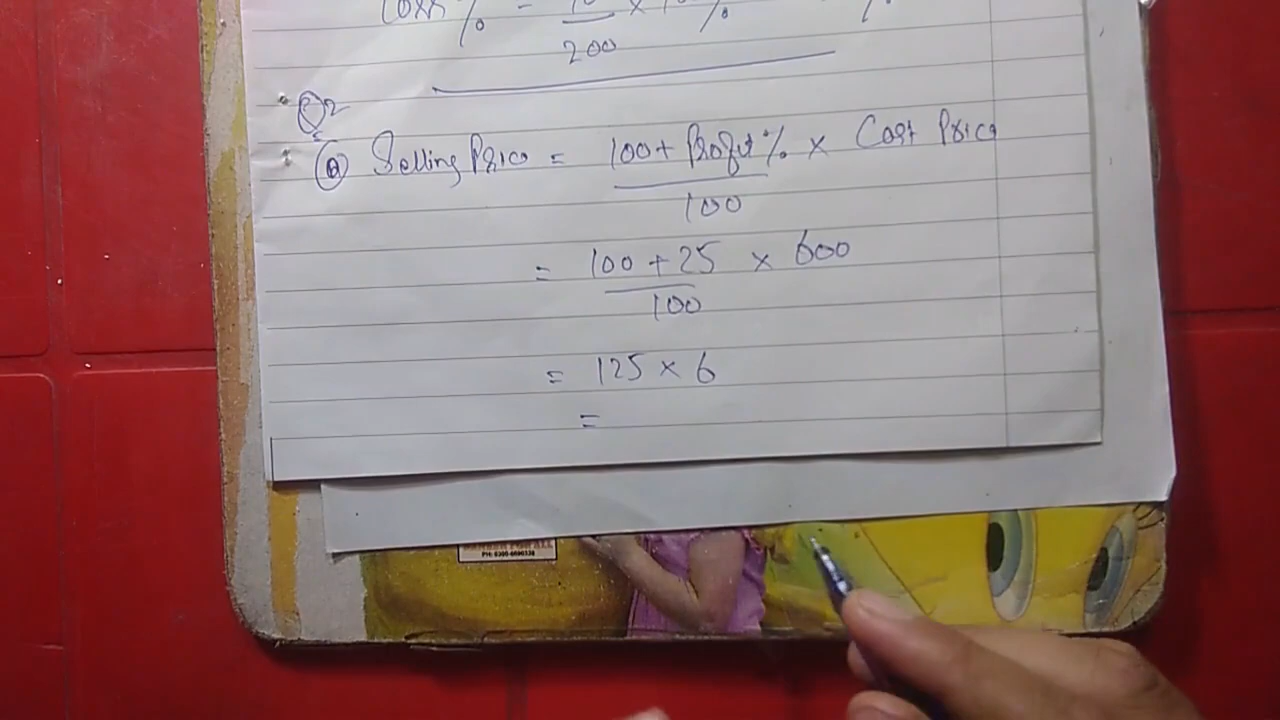 200
Q2
(a) Selling Price = 100 + Profit % × Cost Price
100
= 100 + 25 × 600
100
= 125 × 6
=